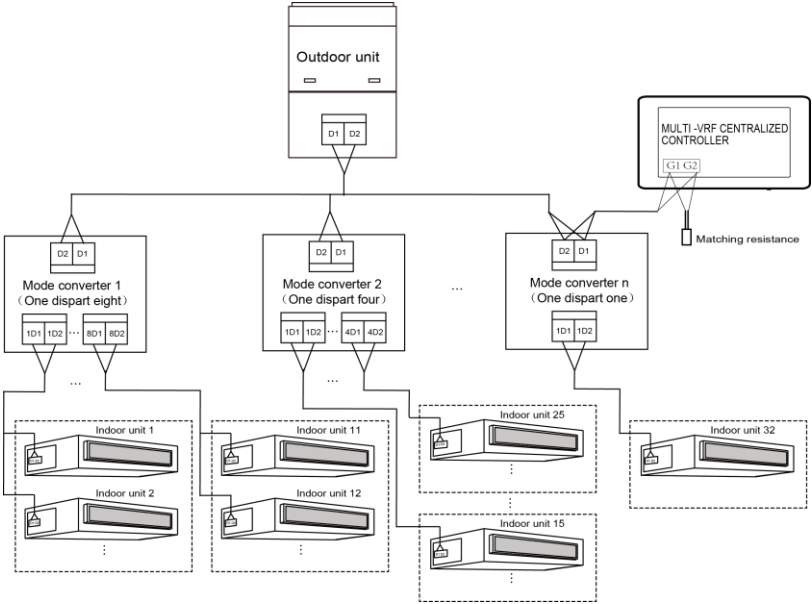 Outdoor unit
D1 D2
MULTI -VRF CENTRALIZED
CONTROLLER
G1 G2
Matching resistance
D2 D1
Mode converter 1
(One dispart eight)
1D1 1D2 ... 8D1 8D2
...
D2 D1
Mode converter 2
(One dispart four)
1D1 1D2 ... 4D1 4D2
...
...
D2 D1
Mode converter n
(One dispart one)
1D1 1D2
Indoor unit 1
Indoor unit 2
Indoor unit 11
Indoor unit 12
Indoor unit 25
Indoor unit 15
Indoor unit 32